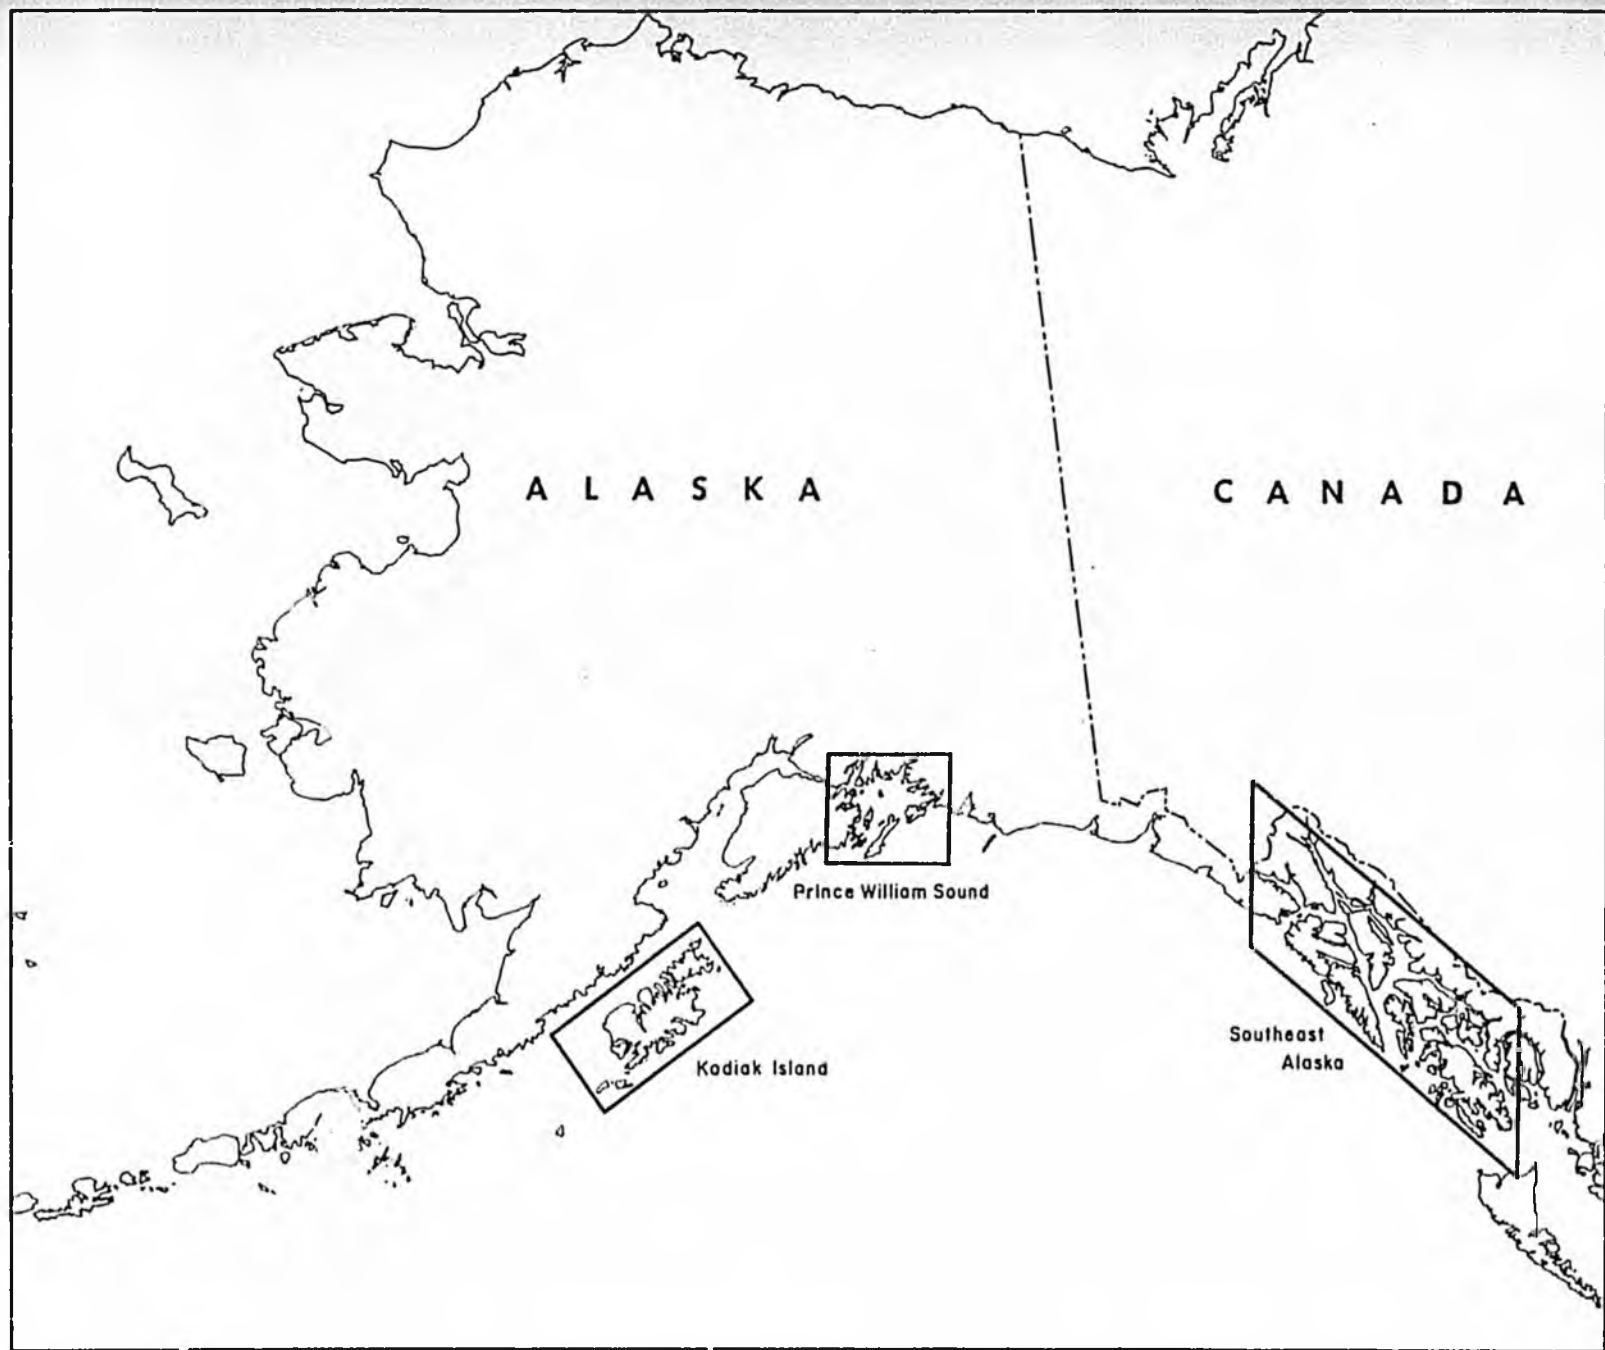 ALASKA
CANADA
Prince William Sound
Kodiak Island
Southeast
Alaska